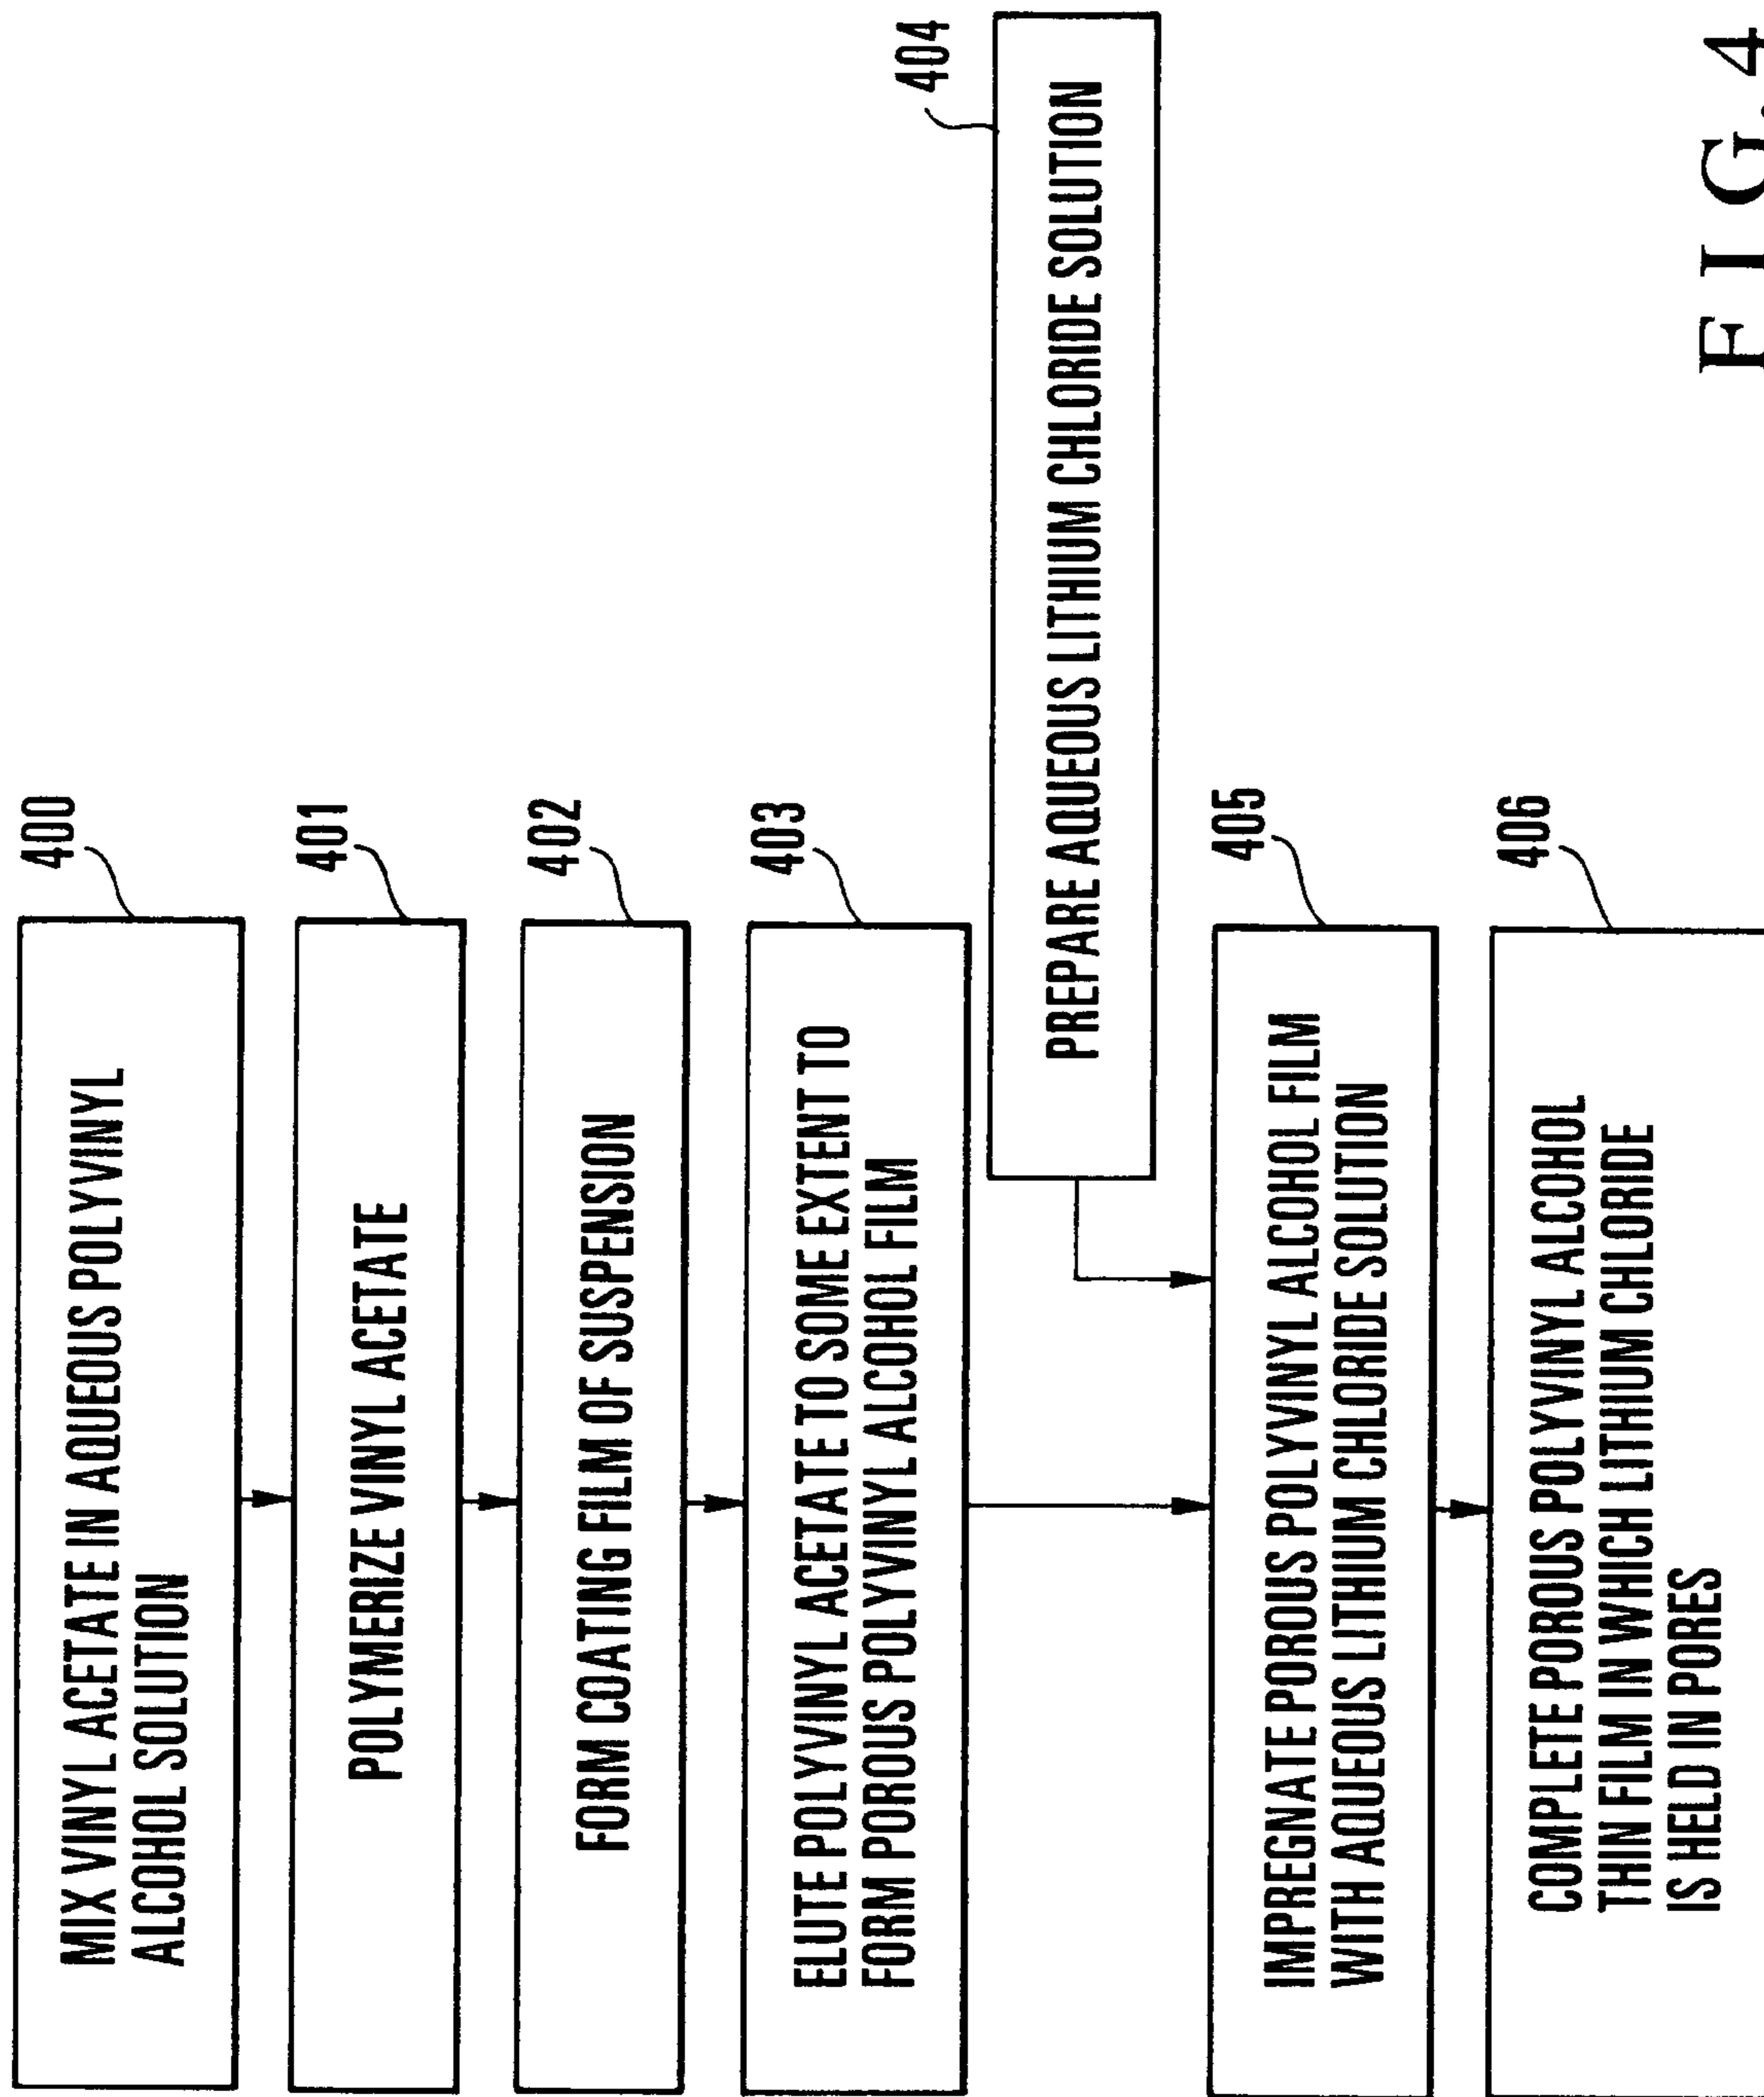 400
MIX VINYL ACETATE IN AQUEOUS POLYVINYL
ALCOHOL SOLUTION
401
POLYMERIZE VINYL ACETATE
402
FORM COATING FILM OF SUSPENSION
403
ELUTE POLYVINYL ACETATE TO SOME EXTENT TO
FORM POROUS POLYVINYL ALCOHOL FILM
404
PREPARE AQUEOUS LITHIUM CHLORIDE SOLUTION
405
IMPREGNATE POROUS POLYVINYL ALCOHOL FILM
WITH AQUEOUS LITHIUM CHLORIDE SOLUTION
406
COMPLETE POROUS POLYVINYL ALCOHOL
THIN FILM IN WHICH LITHIUM CHLORIDE
IS HELD IN PORES
FIG.4